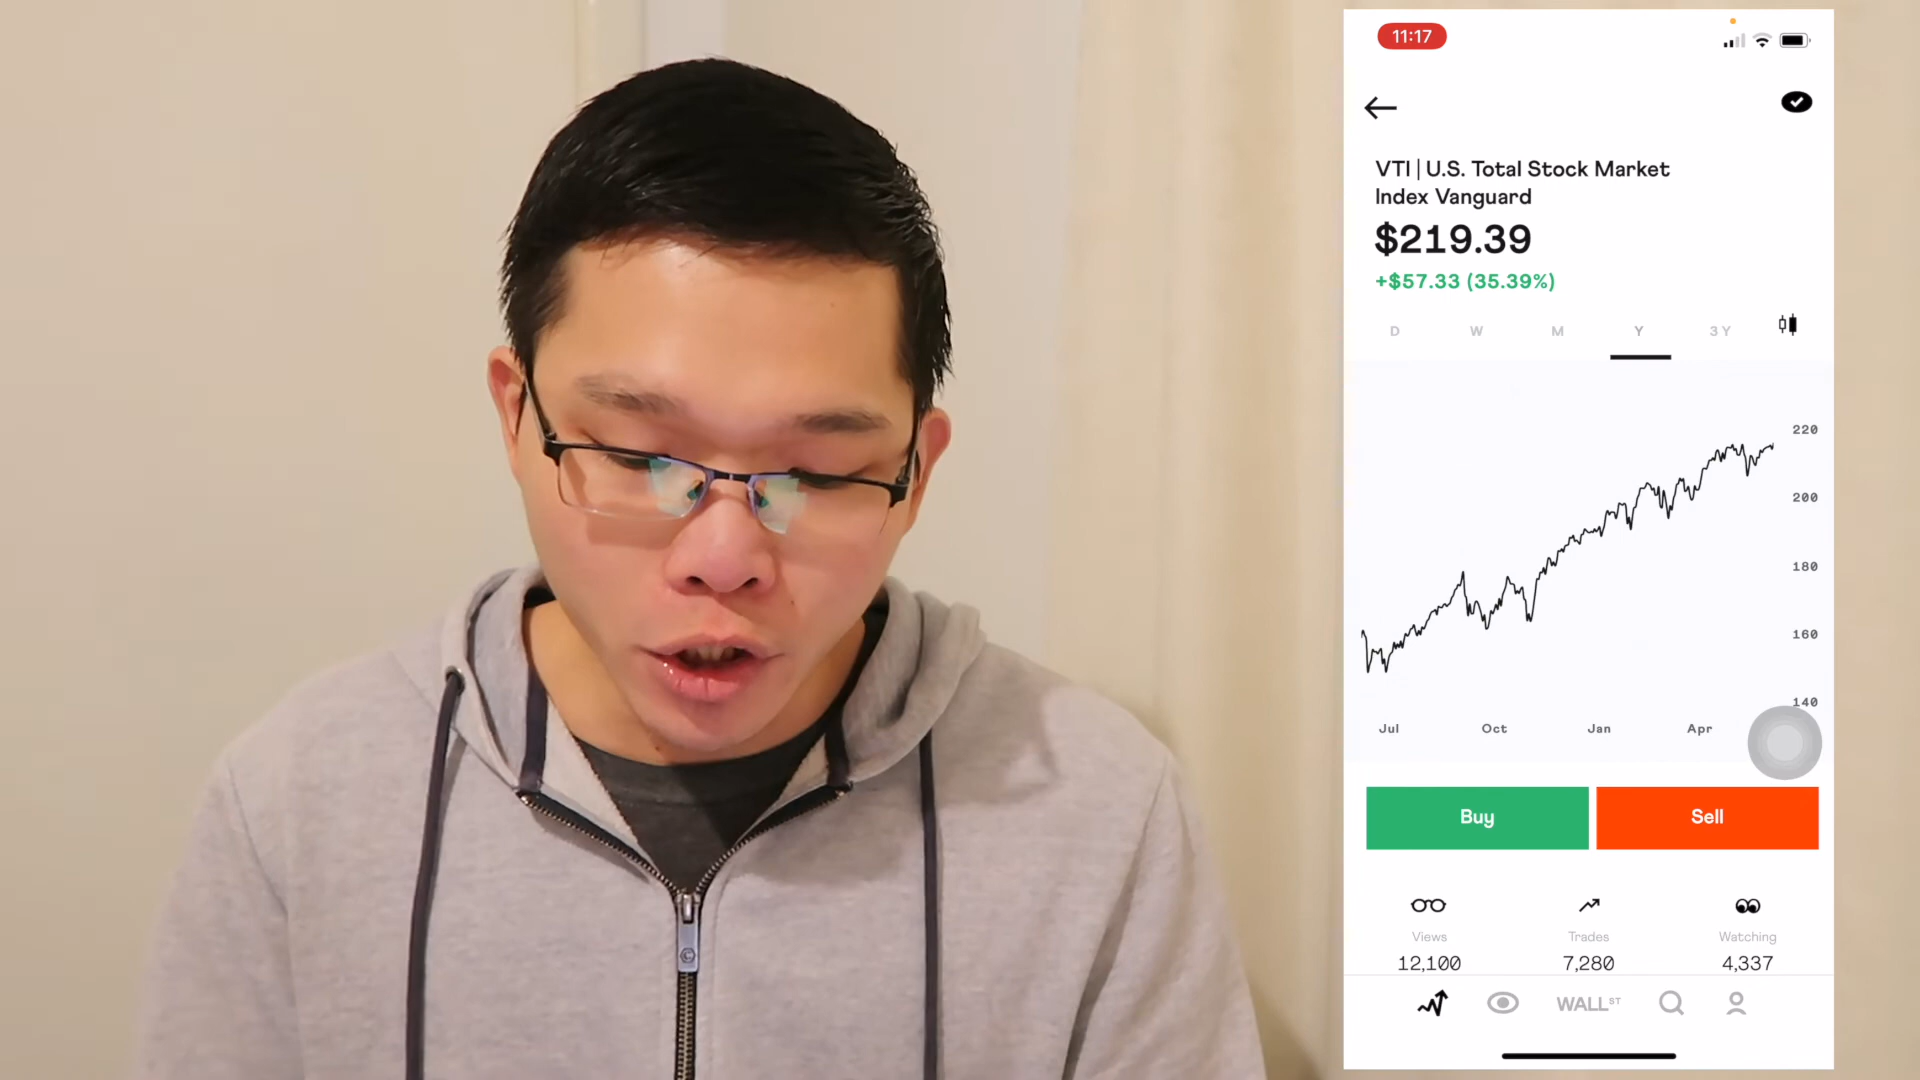 11:17
VTI | U.S. Total Stock Market
Index Vanguard
$219.39
+$57.33 (35.39%)
D W M Y 3Y
220
200
180
160
140
Jul Oct Jan Apr
Buy Sell
Views Trades Watching
12,100 7,280 4,337
WALL ST